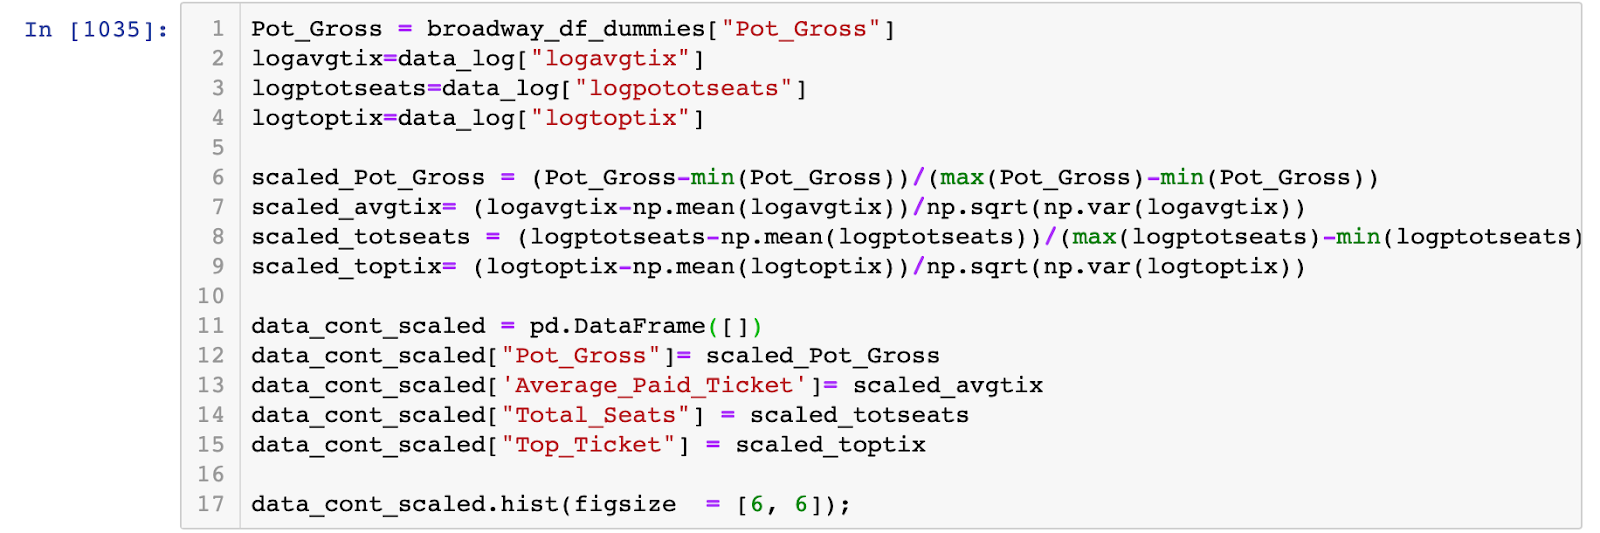 In [1035]:
1 Pot_Gross = broadway_df_dummies["Pot_Gross"]
2 logavgtix=data_log["logavgtix"]
3 logptotseats=data_log["logpototseats"]
4 logtoptix=data_log["logtoptix"]
5
6 scaled_Pot_Gross = (Pot_Gross-min(Pot_Gross))/(max(Pot_Gross)-min(Pot_Gross))
7 scaled_avgtix= (logavgtix-np.mean(logavgtix))/np.sqrt(np.var(logavgtix))
8 scaled_totseats = (logptotseats-np.mean(logptotseats))/(max(logptotseats)-min(logptotseats)
9 scaled_toptix= (logtoptix-np.mean(logtoptix))/np.sqrt(np.var(logtoptix))
10
11 data_cont_scaled = pd.DataFrame([])
12 data_cont_scaled["Pot_Gross"]= scaled_Pot_Gross
13 data_cont_scaled['Average_Paid_Ticket']= scaled_avgtix
14 data_cont_scaled["Total_Seats"] = scaled_totseats
15 data_cont_scaled["Top_Ticket"] = scaled_toptix
16
17 data_cont_scaled.hist(figsize  = [6, 6]);